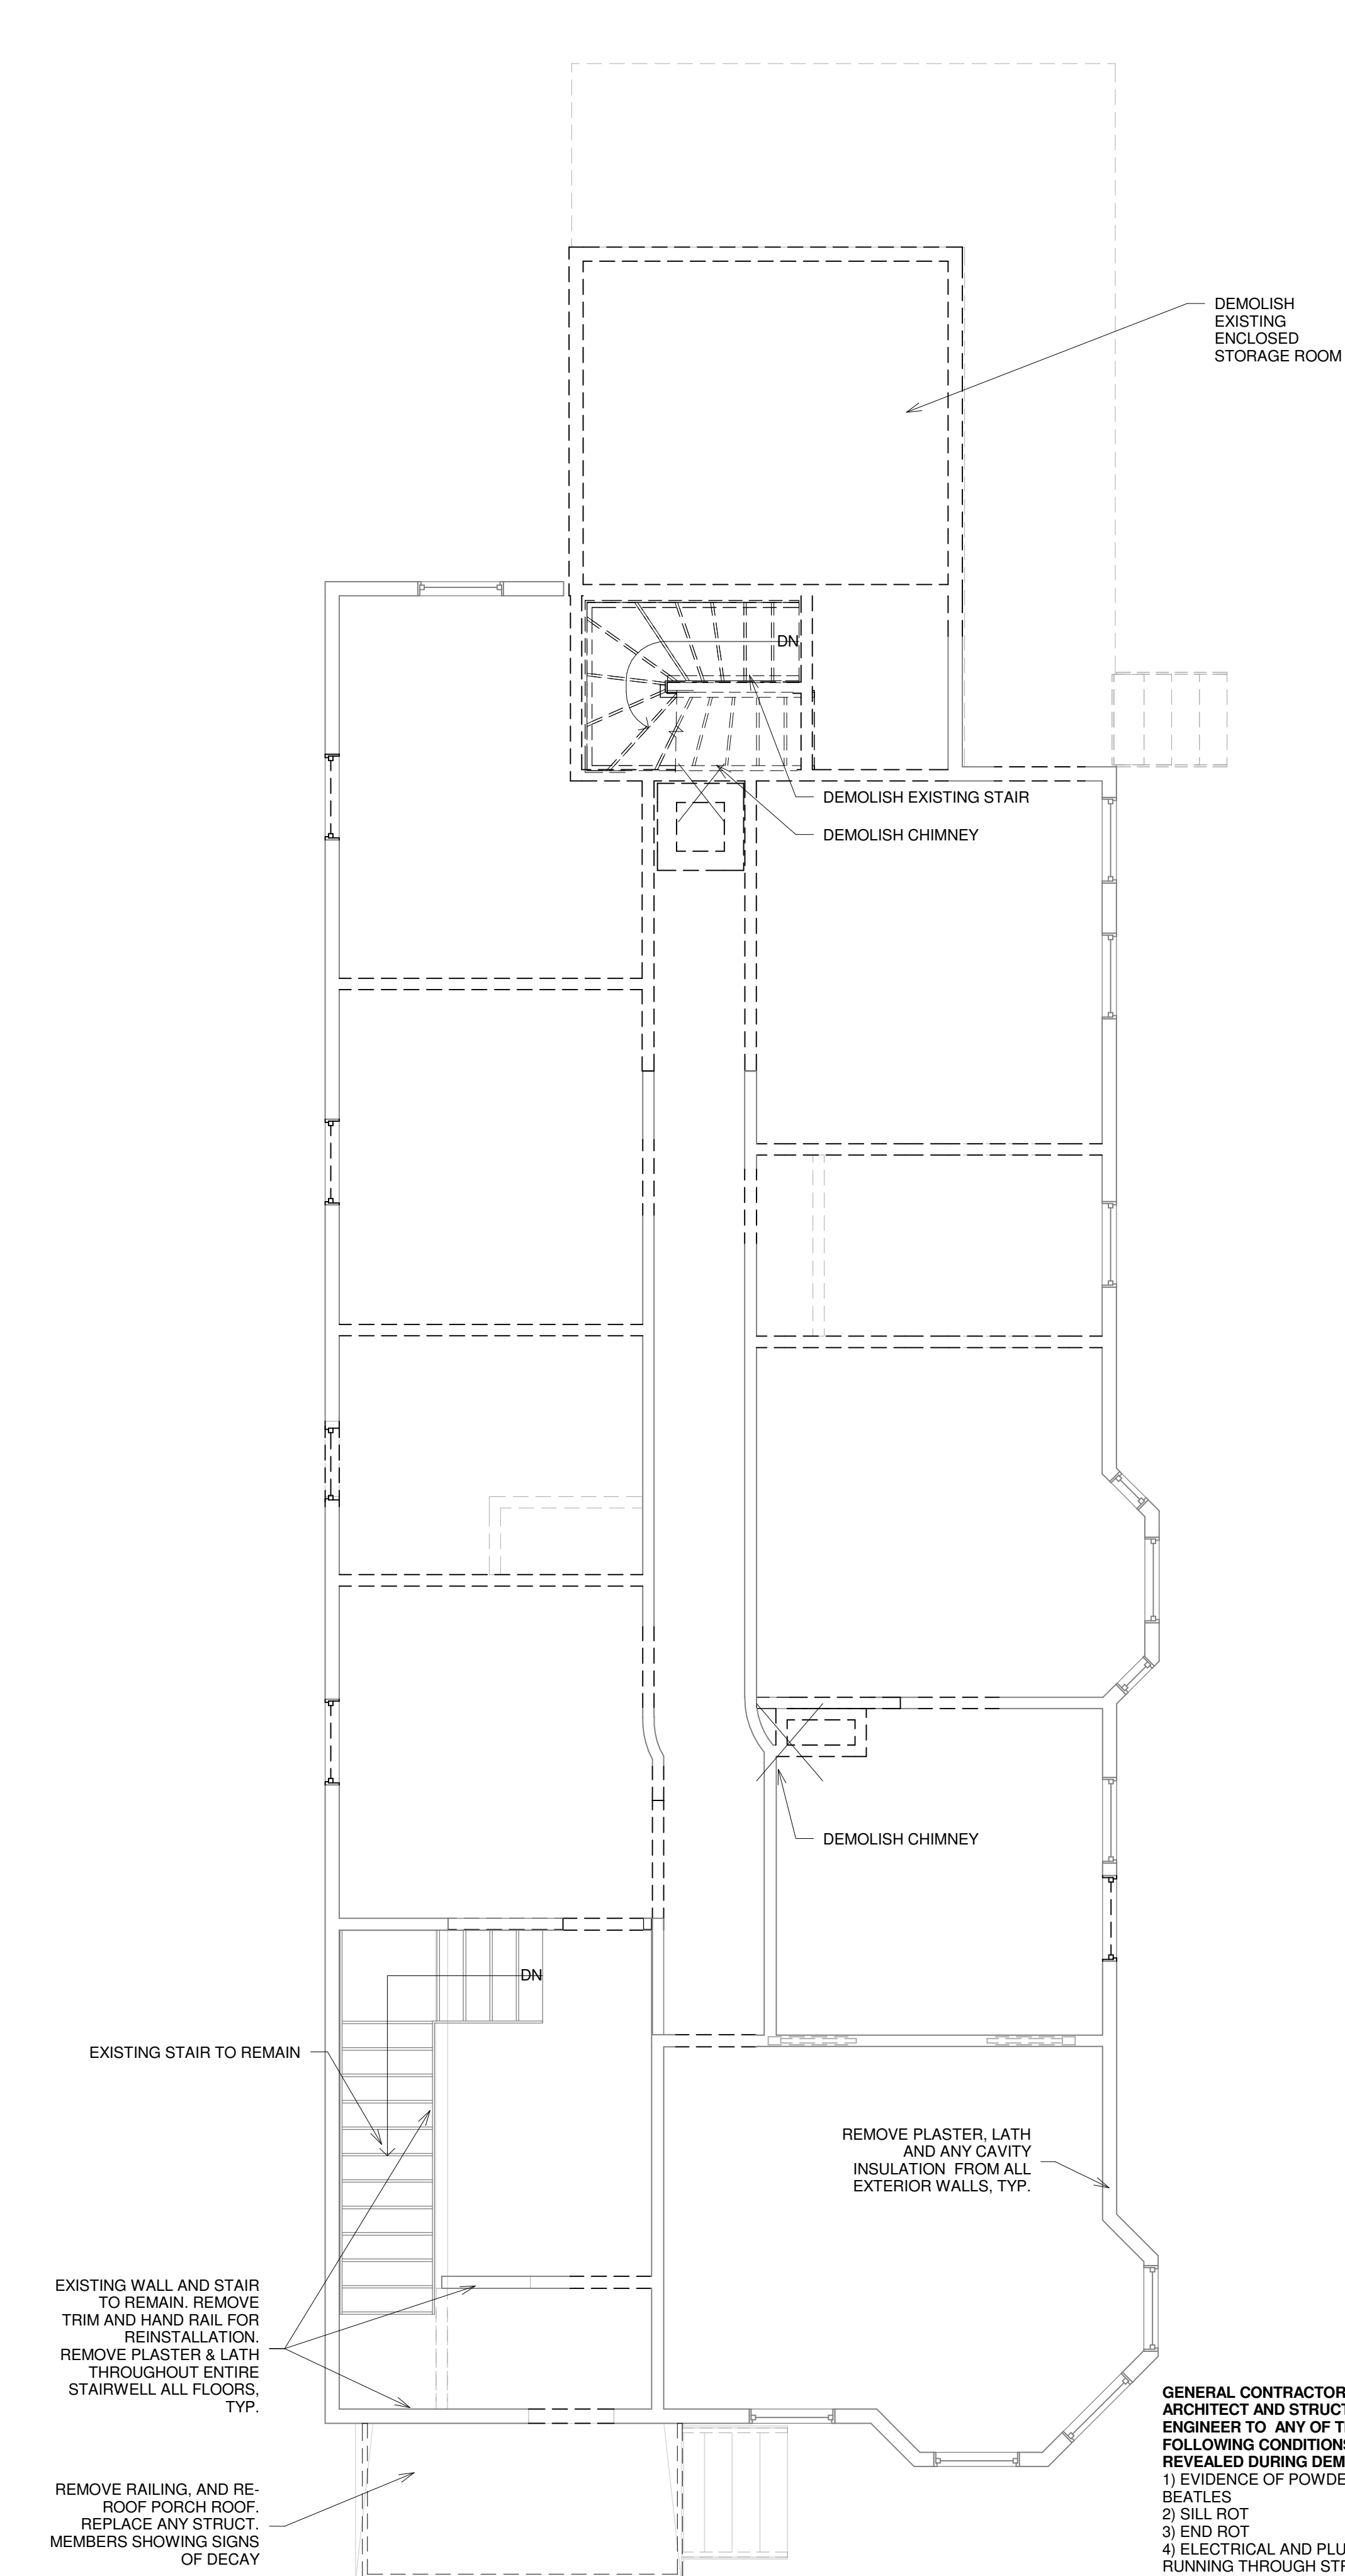 DEMOLISH
EXISTING
ENCLOSED
STORAGE ROOM
DN
DEMOLISH EXISTING STAIR
DEMOLISH CHIMNEY
DEMOLISH CHIMNEY
DN
EXISTING STAIR TO REMAIN
REMOVE PLASTER, LATH
AND ANY CAVITY
INSULATION FROM ALL
EXTERIOR WALLS, TYP.
EXISTING WALL AND STAIR
TO REMAIN. REMOVE
TRIM AND HAND RAIL FOR
REINSTALLATION.
REMOVE PLASTER & LATH
THROUGHOUT ENTIRE
STAIRWELL ALL FLOORS,
TYP.
REMOVE RAILING, AND RE-
ROOF PORCH ROOF.
REPLACE ANY STRUCT.
MEMBERS SHOWING SIGNS
OF DECAY
GENERAL CONTRACTOR
ARCHITECT AND STRUCT
ENGINEER TO ANY OF T
FOLLOWING CONDITIONS
REVEALED DURING DEM
1) EVIDENCE OF POWDE
BEATLES
2) SILL ROT
3) END ROT
4) ELECTRICAL AND PLU
RUNNING THROUGH STR